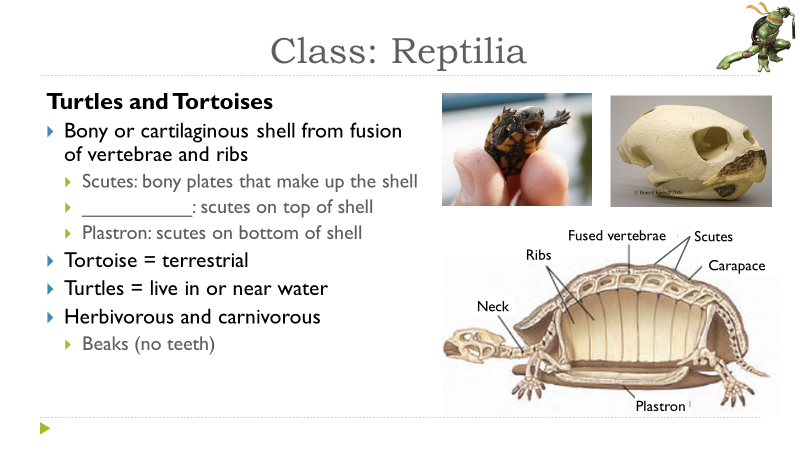 Class: Reptilia
Turtles and Tortoises
Bony or cartilaginous shell from fusion
of vertebrae and ribs
Scutes: bony plates that make up the shell
___________: scutes on top of shell
Plastron: scutes on bottom of shell
Tortoise = terrestrial
Turtles = live in or near water
Herbivorous and carnivorous
Beaks (no teeth)
Fused vertebrae
Scutes
Ribs
Carapace
Neck
Plastron